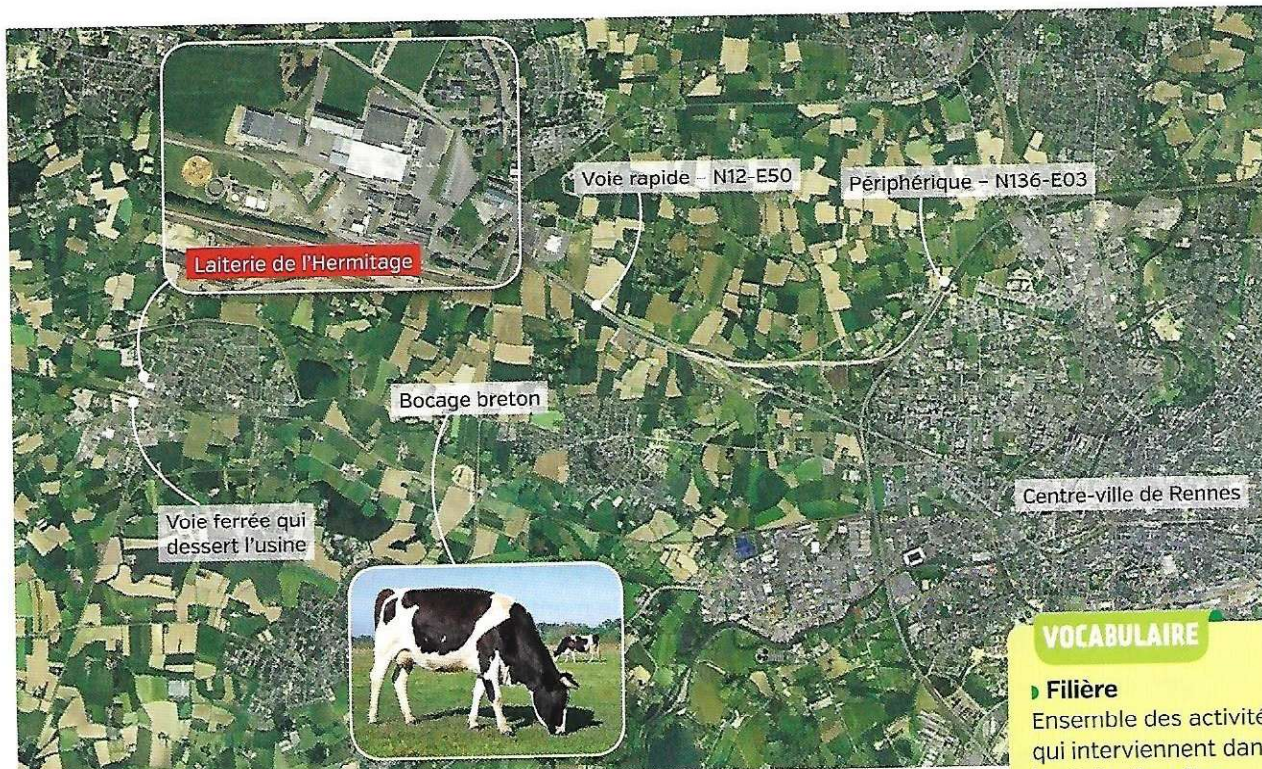 Voie rapide – N12-E50
Périphérique – N136-E03
Laiterie de l'Hermitage
Bocage breton
Voie ferrée qui
dessert l'usine
Centre-ville de Rennes
VOCABULAIRE
Filière
Ensemble des activité
qui interviennent dan